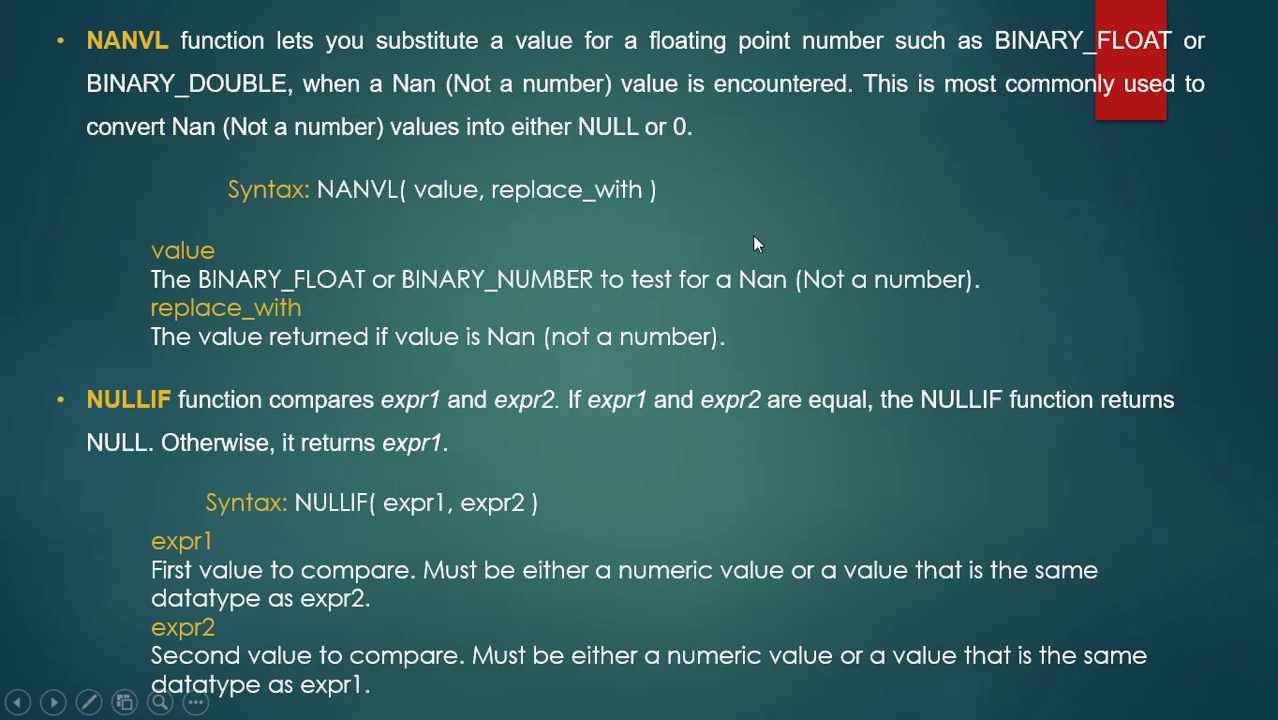 • NANVL function lets you substitute a value for a floating point number such as BINARY_FLOAT or
BINARY_DOUBLE, when a Nan (Not a number) value is encountered. This is most commonly used to
convert Nan (Not a number) values into either NULL or 0.
Syntax: NANVL( value, replace_with )
value
The BINARY_FLOAT or BINARY_NUMBER to test for a Nan (Not a number).
replace_with
The value returned if value is Nan (not a number).
• NULLIF function compares expr1 and expr2. If expr1 and expr2 are equal, the NULLIF function returns
NULL. Otherwise, it returns expr1.
Syntax: NULLIF( expr1, expr2 )
expr1
First value to compare. Must be either a numeric value or a value that is the same
datatype as expr2.
expr2
Second value to compare. Must be either a numeric value or a value that is the same
datatype as expr1.